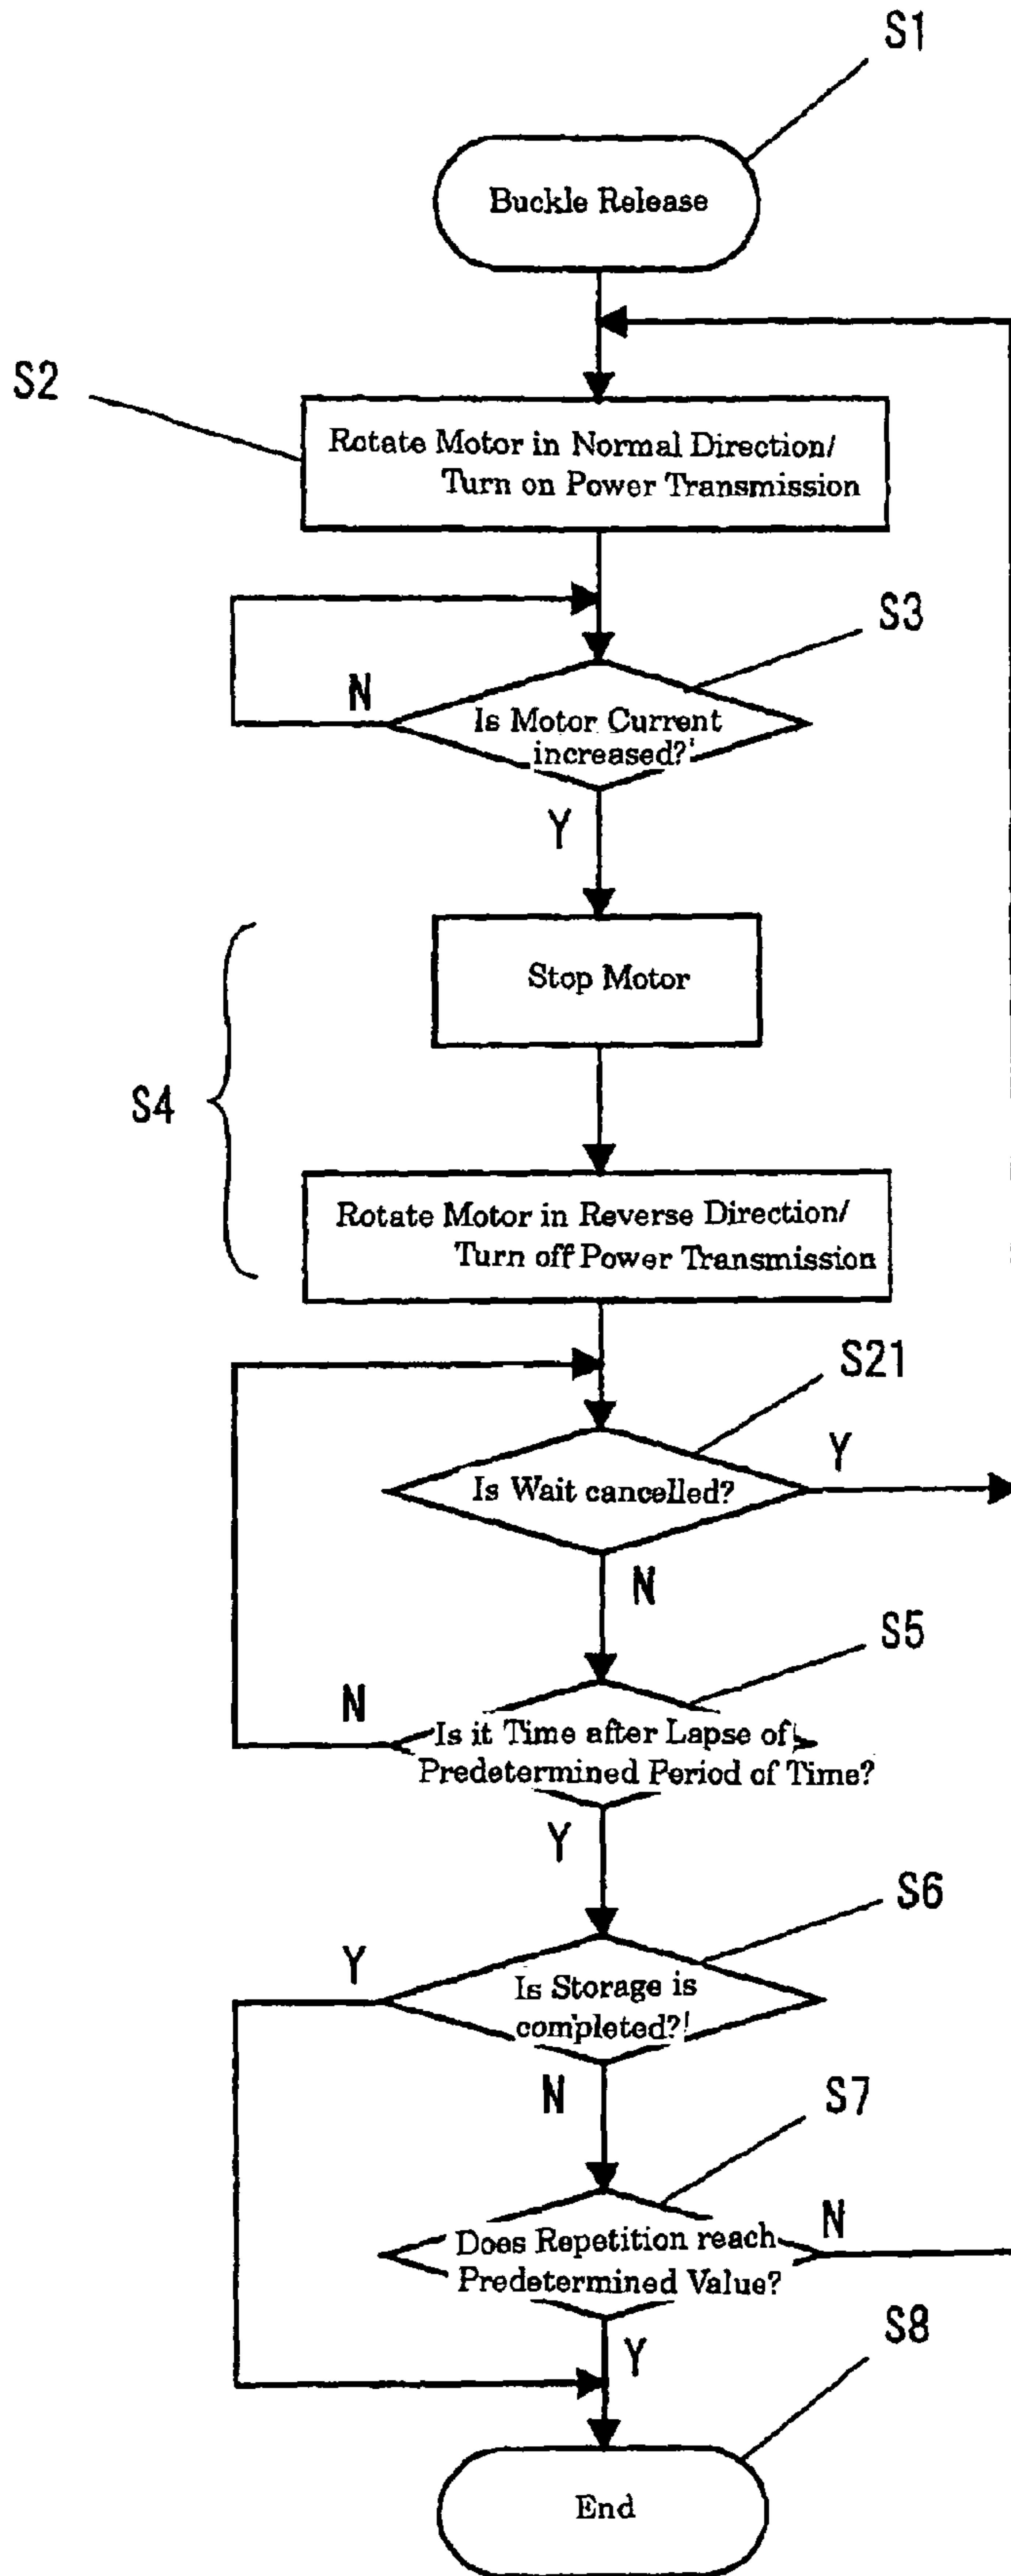 S1
Buckle Release
S2
Rotate Motor in Normal Direction/
Turn on Power Transmission
S3
N
Is Motor Current
increased?
Y
Stop Motor
S4
Rotate Motor in Reverse Direction/
Turn off Power Transmission
S21
Y
Is Wait cancelled?
N
S5
N
Is it Time after Lapse of
Predetermined Period of Time?
Y
S6
Y
Is Storage is
completed?
N
S7
N
Does Repetition reach
Predetermined Value?
Y
S8
End